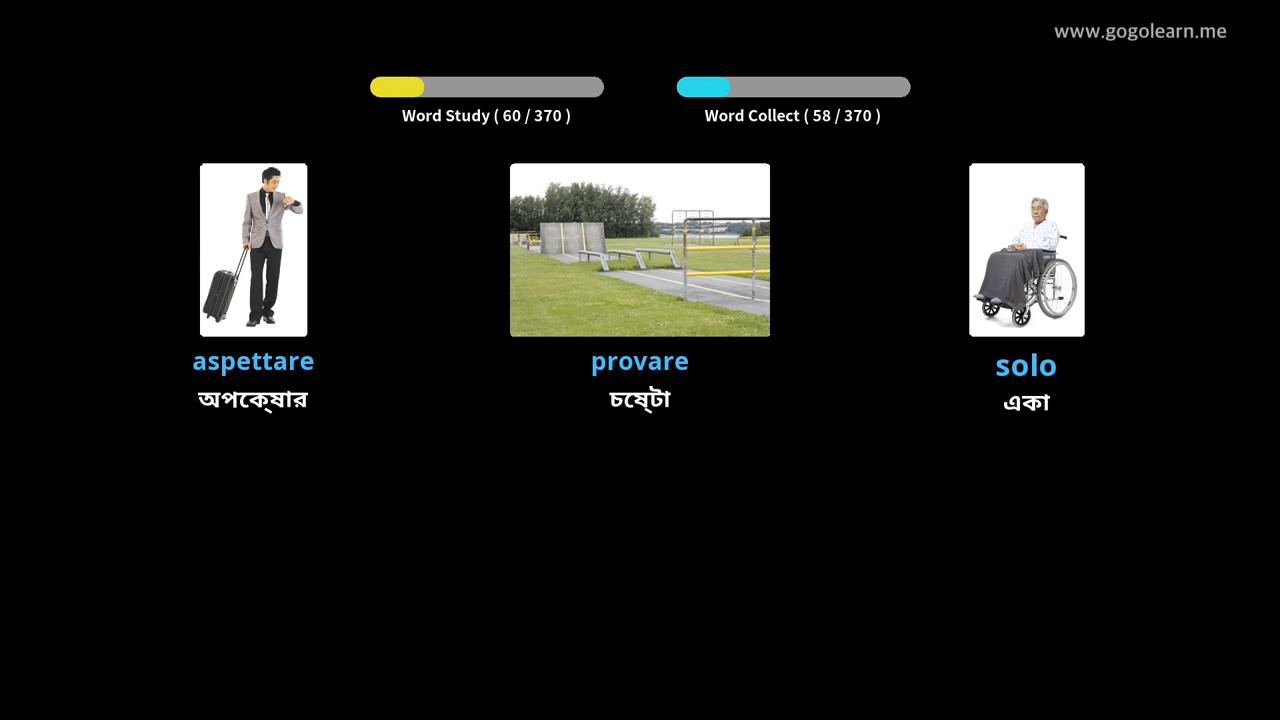 www.gogolearn.me
Word Study ( 60 / 370 )
Word Collect ( 58 / 370 )
aspettare
provare
solo
অপেক্ষার
চেষ্টা
একা